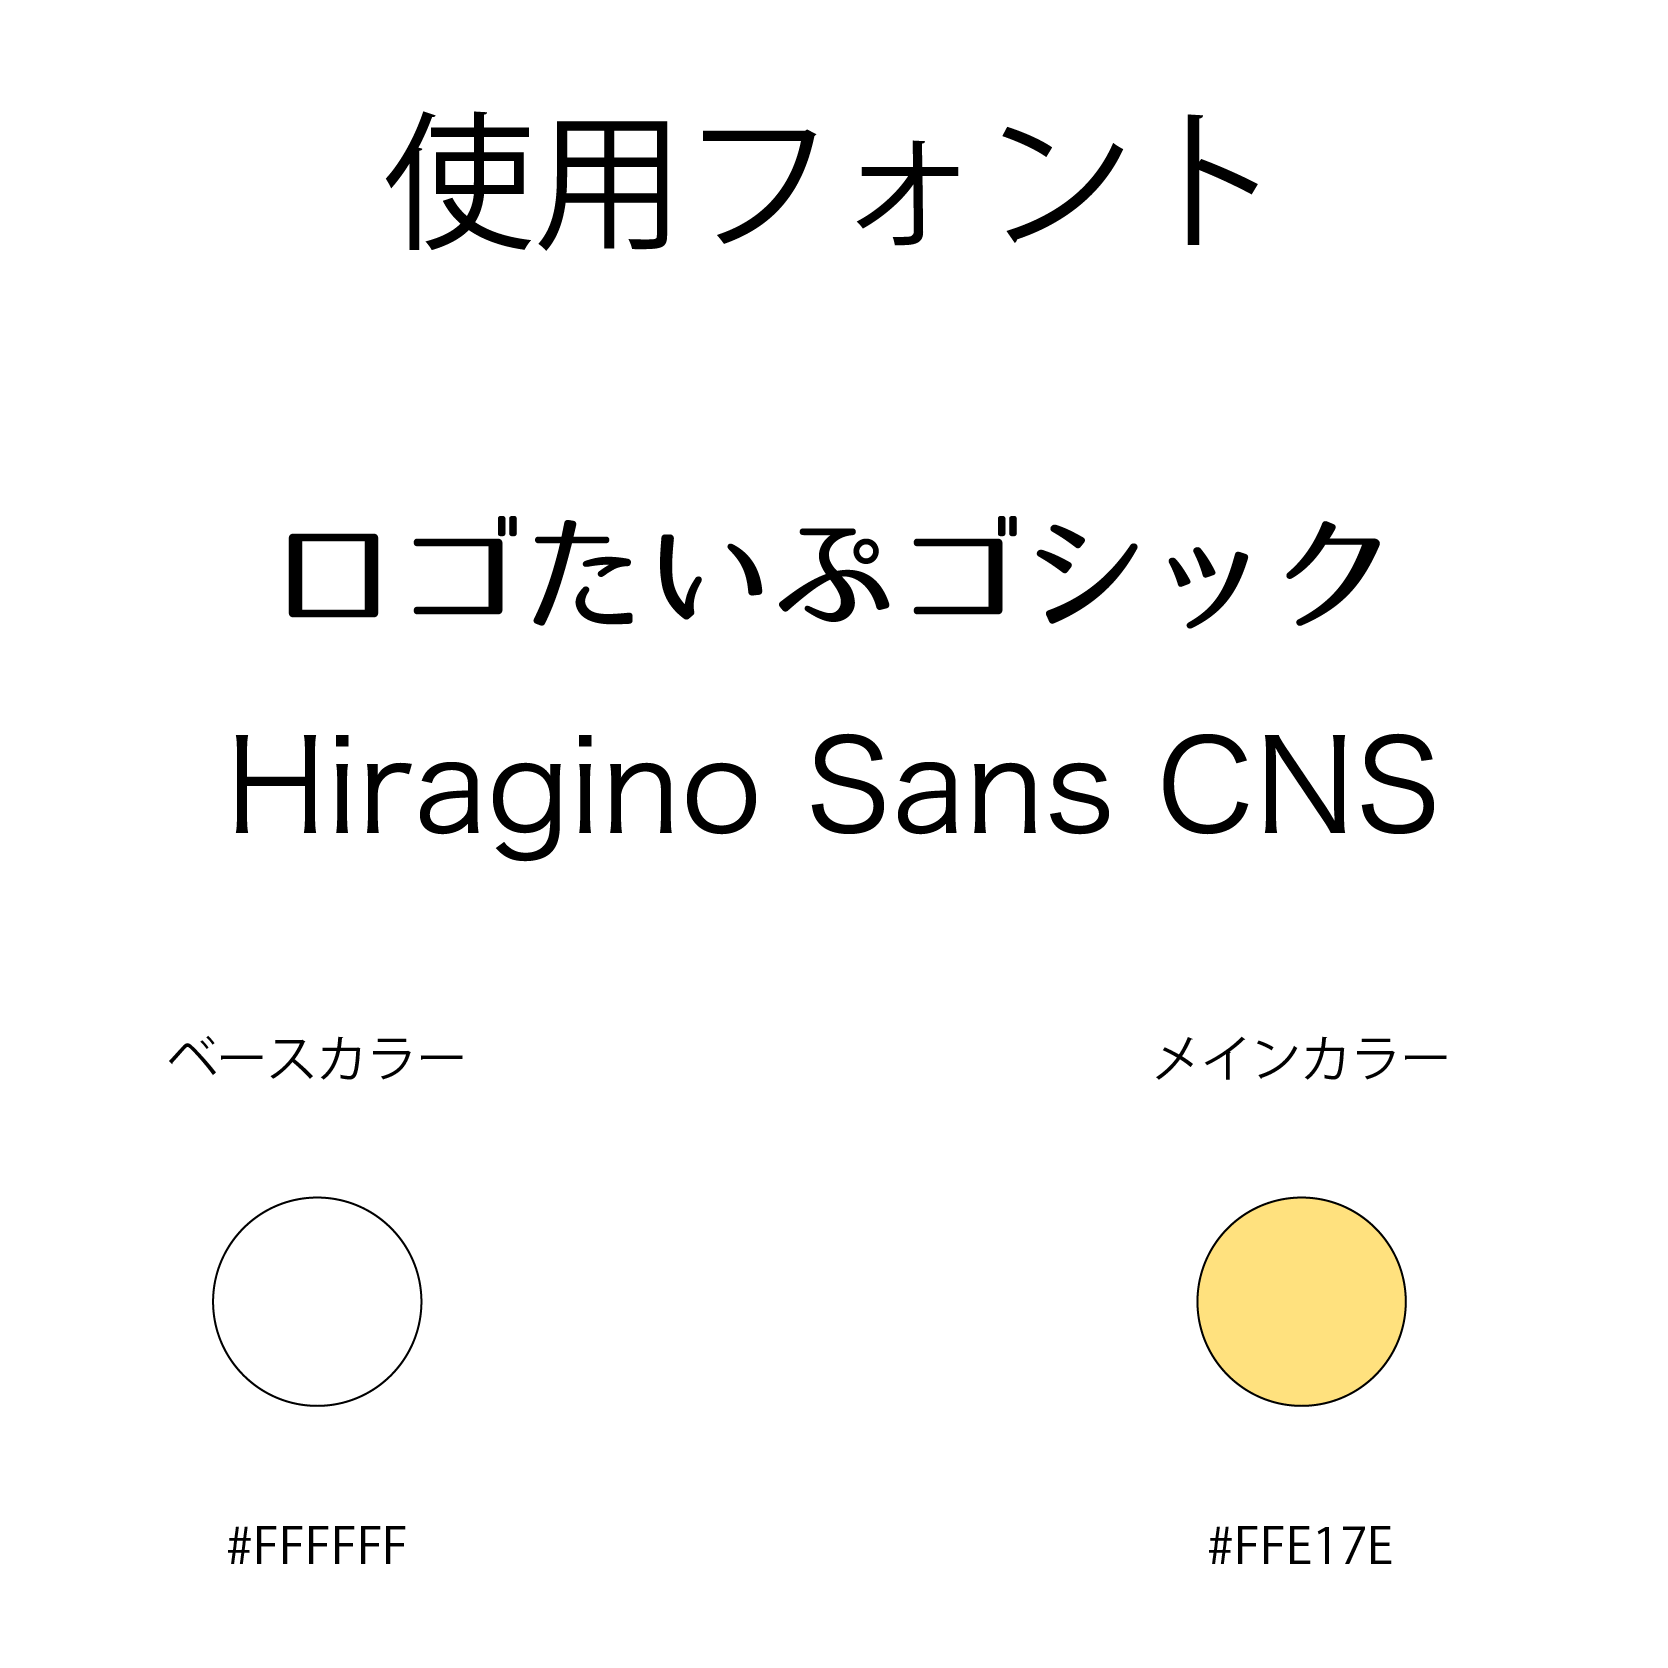 使用フォント
ロゴたいぷゴシック
Hiragino Sans CNS
ベースカラー
メインカラー
#FFFFFF
#FFE17E